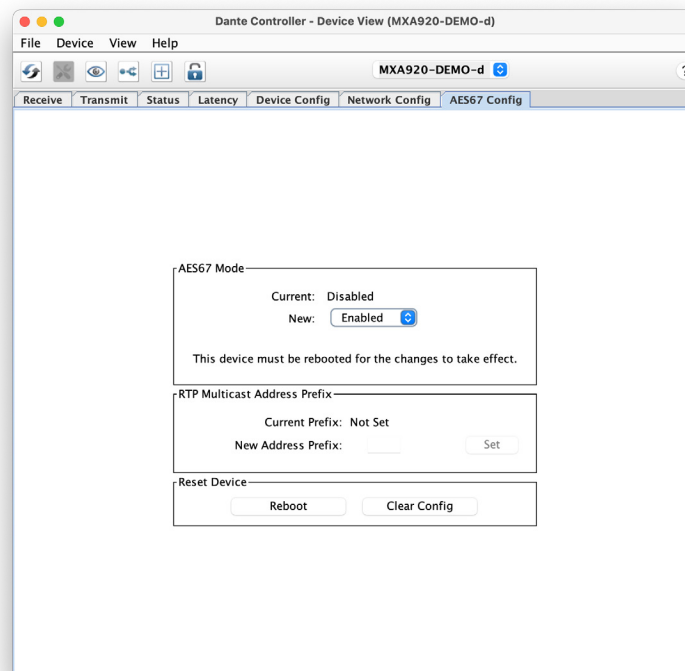 Dante Controller - Device View (MXA920-DEMO-d)
File Device View Help
MXA920-DEMO-d
?
Receive Transmit Status Latency Device Config Network Config AES67 Config
AES67 Mode
Current: Disabled
New: Enabled
This device must be rebooted for the changes to take effect.
RTP Multicast Address Prefix
Current Prefix: Not Set
New Address Prefix: Set
Reset Device
Reboot Clear Config